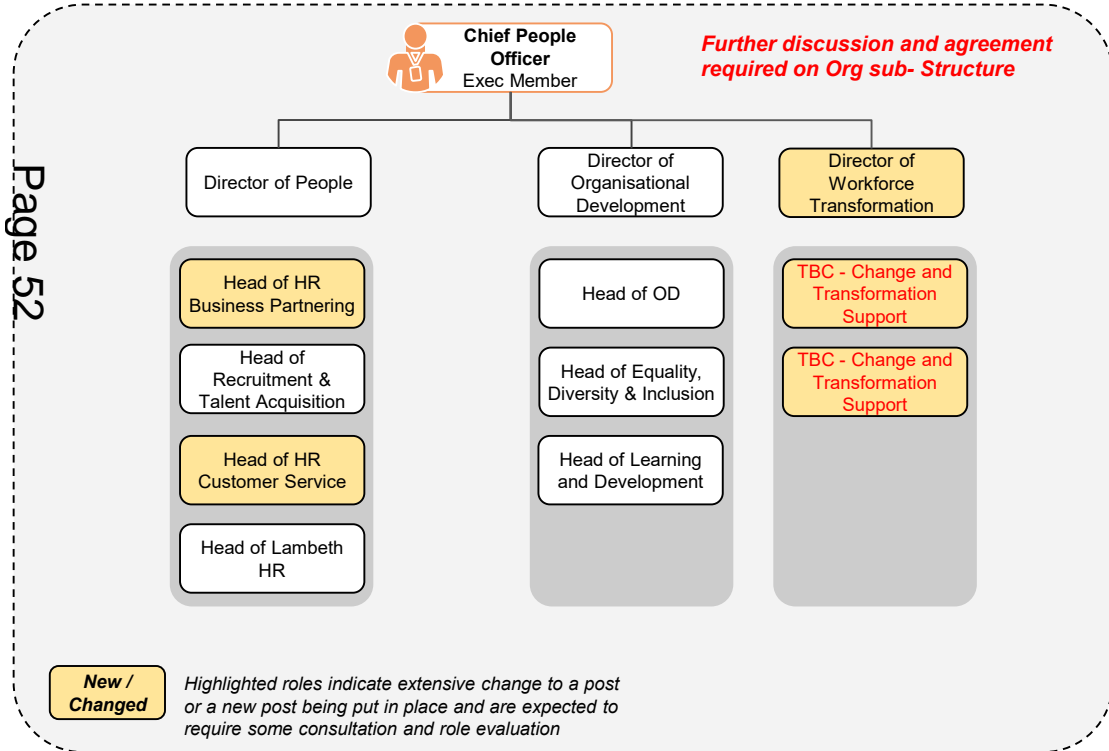 Chief People
Officer
Exec Member
Further discussion and agreement
required on Org sub- Structure
Page 52
Director of People
Director of
Organisational
Development
Director of
Workforce
Transformation
Head of HR
Business Partnering
Head of
Recruitment &
Talent Acquisition
Head of HR
Customer Service
Head of Lambeth
HR
Head of OD
Head of Equality,
Diversity & Inclusion
Head of Learning
and Development
TBC - Change and
Transformation
Support
TBC - Change and
Transformation
Support
New /
Changed
Highlighted roles indicate extensive change to a post
or a new post being put in place and are expected to
require some consultation and role evaluation